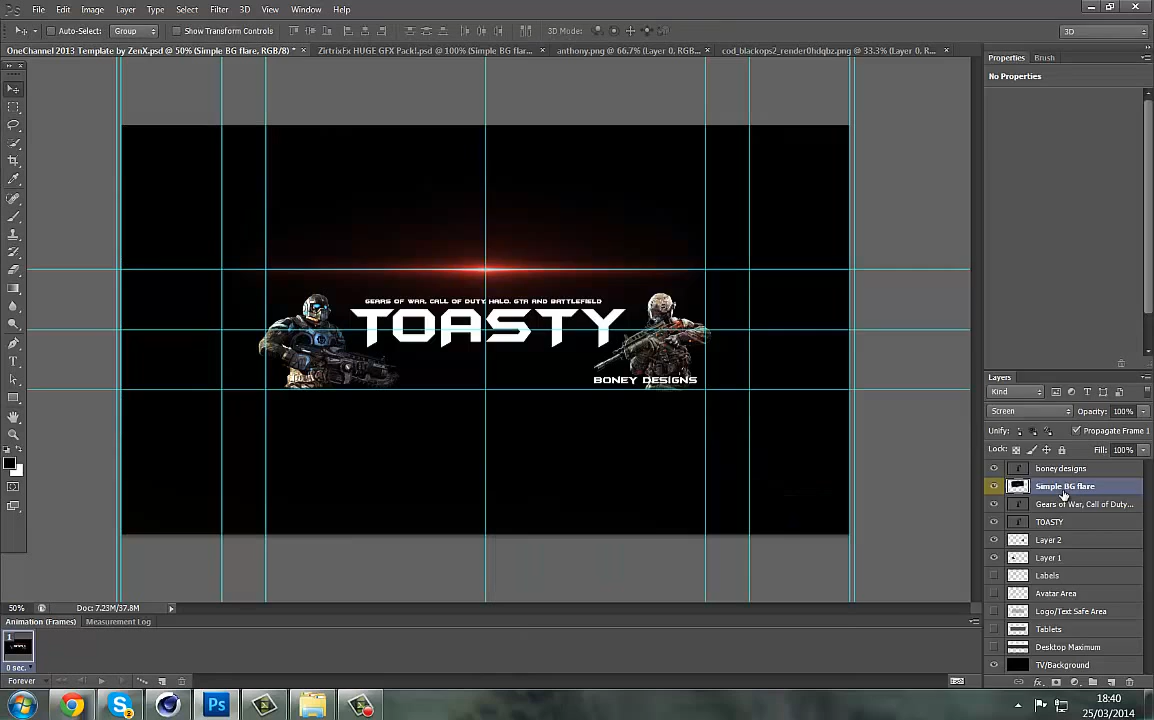 File Edit Image Layer Type Select Filter 3D View Window Help
Auto-Select: Group Show Transform Controls 3D Mode: 3D
OneChannel 2013 Template by ZenX.psd @ 50% (Simple BG flare, RGB/8) * × ZirtrixFx HUGE GFX Pack!.psd @ 100% (Simple BG flar... × anthony.png @ 66.7% (Layer 0, RGB... × cod_blackops2_render0hdqbz.png @ 33.3% (Layer 0, R... ×
Properties Brush
No Properties
GEARS OF WAR, CALL OF DUTY, HALO, GTA AND BATTLEFIELD
TOASTY
BONEY DESIGNS
Layers
Kind
Screen Opacity: 100%
Unify: Propagate Frame 1
Lock: Fill: 100%
boney designs
Simple BG flare
Gears of War, Call of Duty...
TOASTY
Layer 2
Layer 1
Labels
Avatar Area
Logo/Text Safe Area
Tablets
Desktop Maximum
TV/Background
50% Doc: 7.23M/37.8M
Animation (Frames) Measurement Log
1
0 sec.
Forever
18:40
25/03/2014